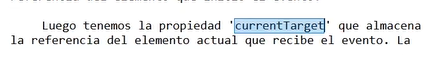 Luego tenemos la propiedad 'currentTarget' que almacena
la referencia del elemento actual que recibe el evento. La